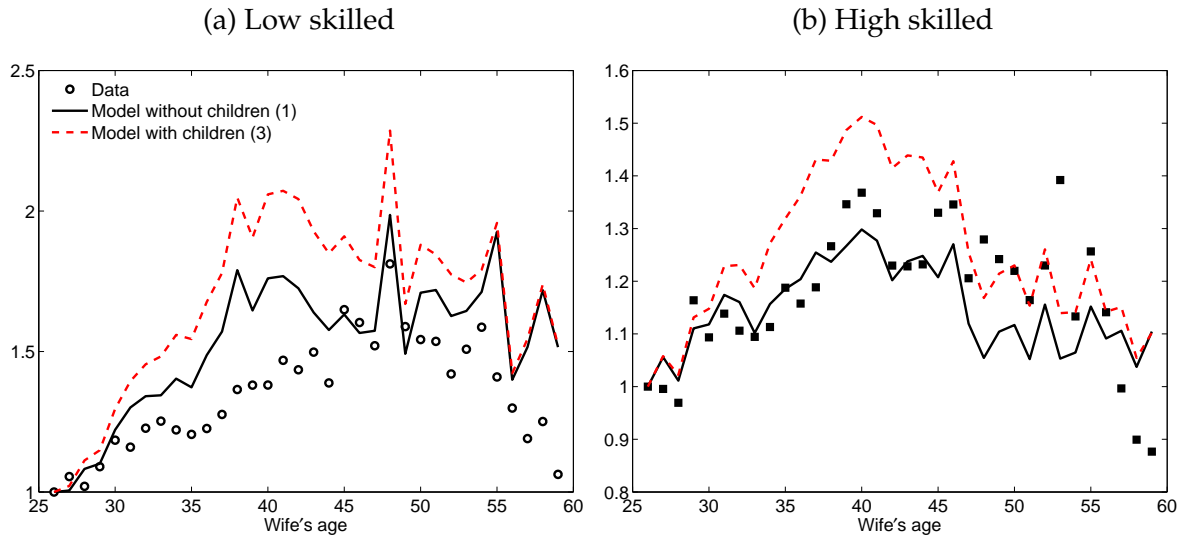 (a) Low skilled
2.5
2
1.5
1
25 30 35 40 45 50 55 60
Wife's age
Data
Model without children (1)
Model with children (3)
(b) High skilled
1.6
1.5
1.4
1.3
1.2
1.1
1
0.9
0.8
25 30 35 40 45 50 55 60
Wife's age